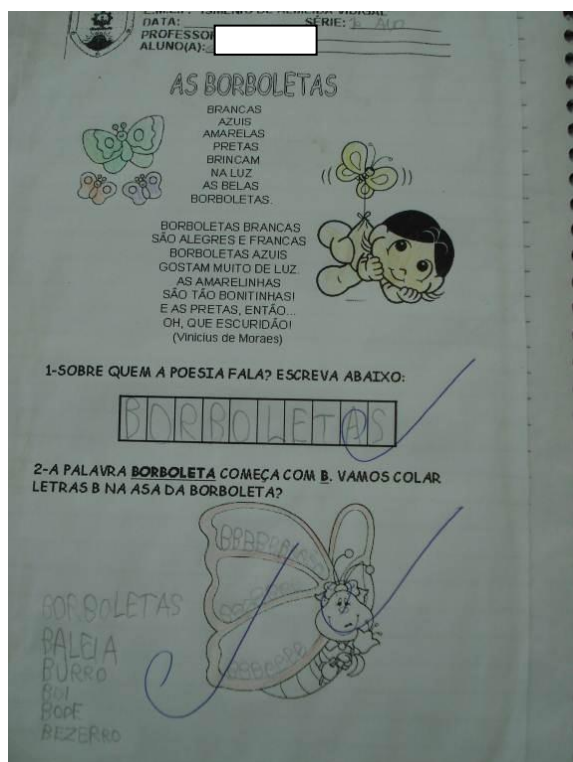 DATA: SÉRIE: 1º ANO
PROFESSOR
ALUNO(A):
AS BORBOLETAS
BRANCAS
AZUIS
AMARELAS
PRETAS
BRINCAM
NA LUZ
AS BELAS
BORBOLETAS.
BORBOLETAS BRANCAS
SÃO ALEGRES E FRANCAS
BORBOLETAS AZUIS
GOSTAM MUITO DE LUZ.
AS AMARELINHAS
SÃO TÃO BONITINHAS!
E AS PRETAS, ENTÃO...
OH, QUE ESCURIDÃO!
(Vinicius de Moraes)
1-SOBRE QUEM A POESIA FALA? ESCREVA ABAIXO:
BORBOLETAS
2-A PALAVRA BORBOLETA COMEÇA COM B. VAMOS COLAR
LETRAS B NA ASA DA BORBOLETA?
BORBOLETAS
BALEIA
BURRO
BOI
BODE
BEZERRO